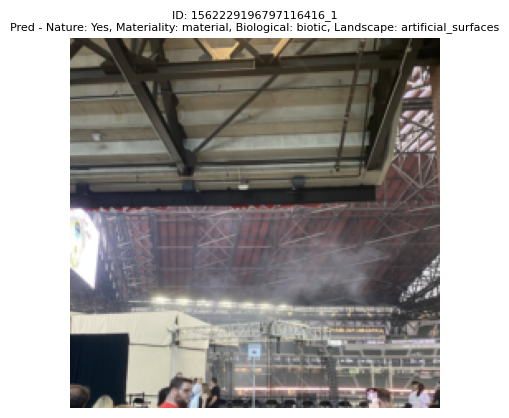 ID: 1562229196797116416_1
Pred - Nature: Yes, Materiality: material, Biological: biotic, Landscape: artificial_surfaces